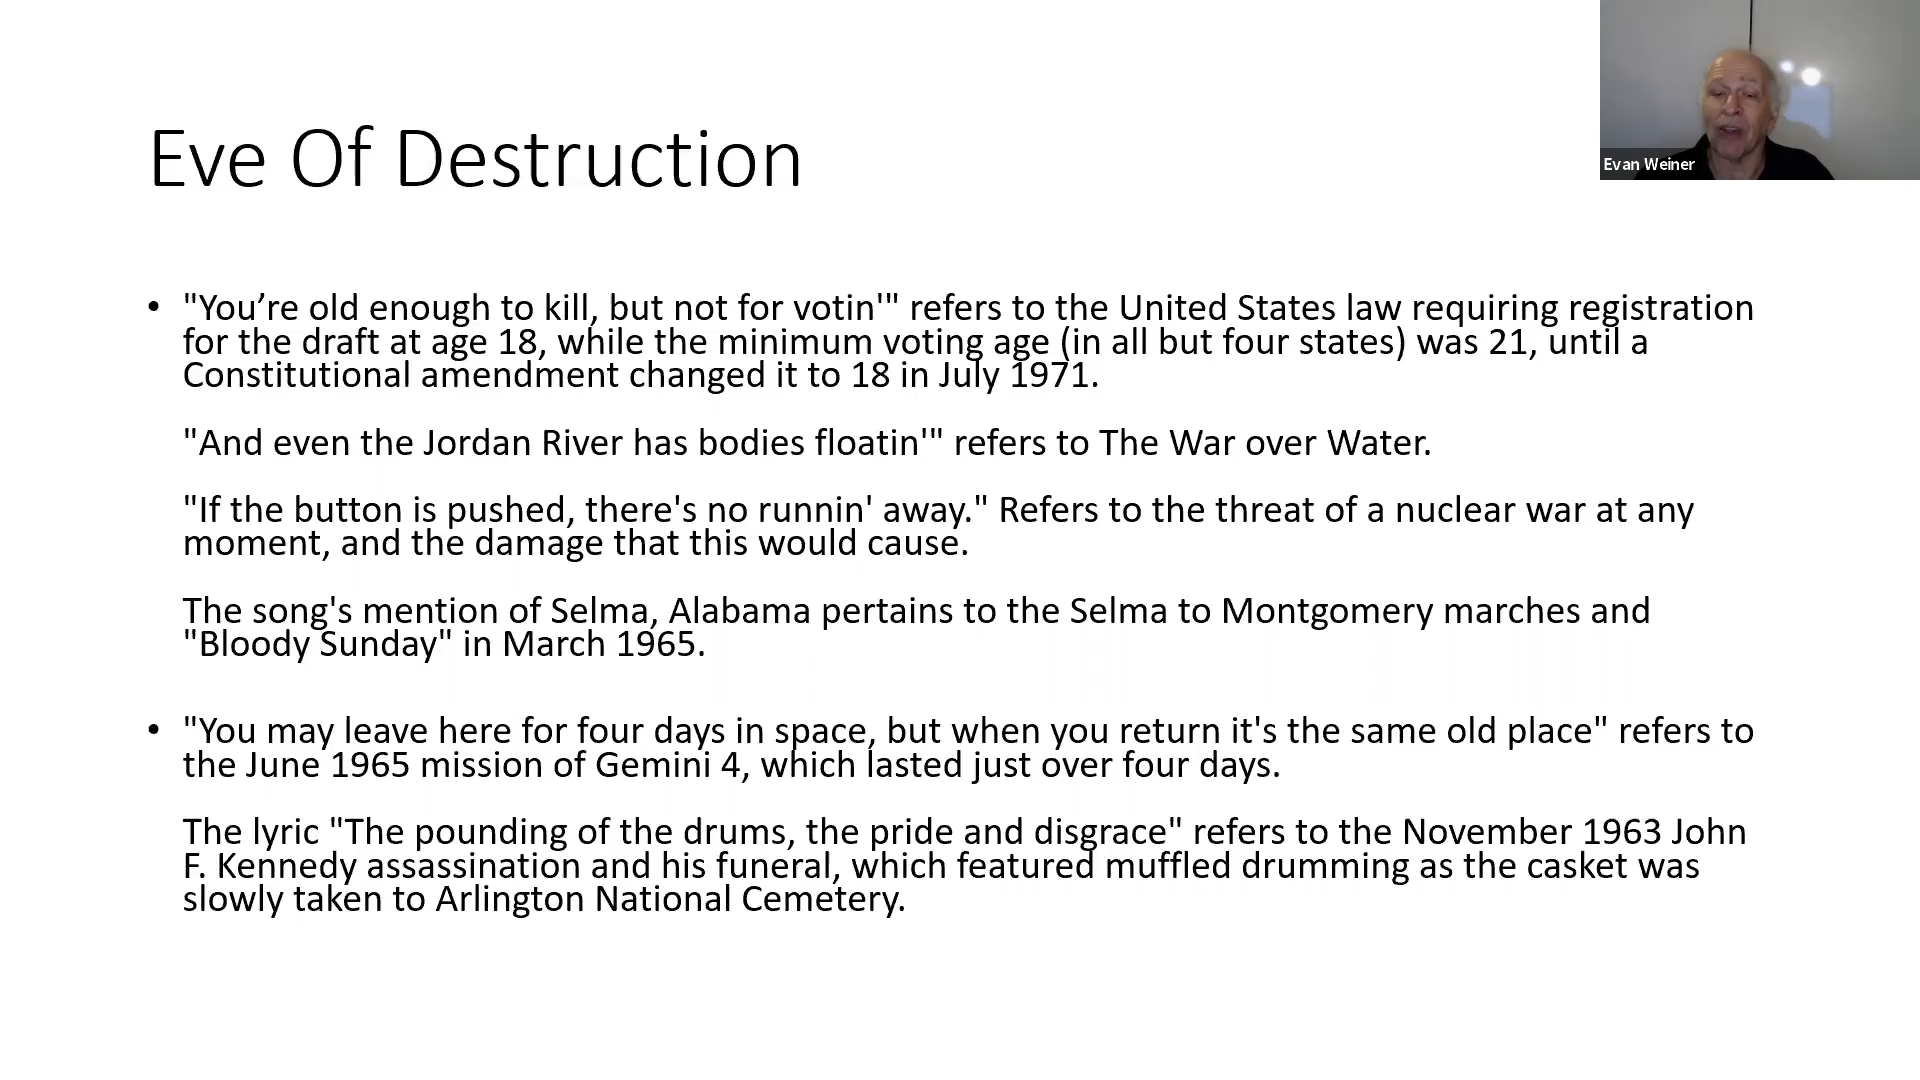 Eve Of Destruction
Evan Weiner
• "You’re old enough to kill, but not for votin'" refers to the United States law requiring registration
for the draft at age 18, while the minimum voting age (in all but four states) was 21, until a
Constitutional amendment changed it to 18 in July 1971.
"And even the Jordan River has bodies floatin'" refers to The War over Water.
"If the button is pushed, there's no runnin' away." Refers to the threat of a nuclear war at any
moment, and the damage that this would cause.
The song's mention of Selma, Alabama pertains to the Selma to Montgomery marches and
"Bloody Sunday" in March 1965.
• "You may leave here for four days in space, but when you return it's the same old place" refers to
the June 1965 mission of Gemini 4, which lasted just over four days.
The lyric "The pounding of the drums, the pride and disgrace" refers to the November 1963 John
F. Kennedy assassination and his funeral, which featured muffled drumming as the casket was
slowly taken to Arlington National Cemetery.